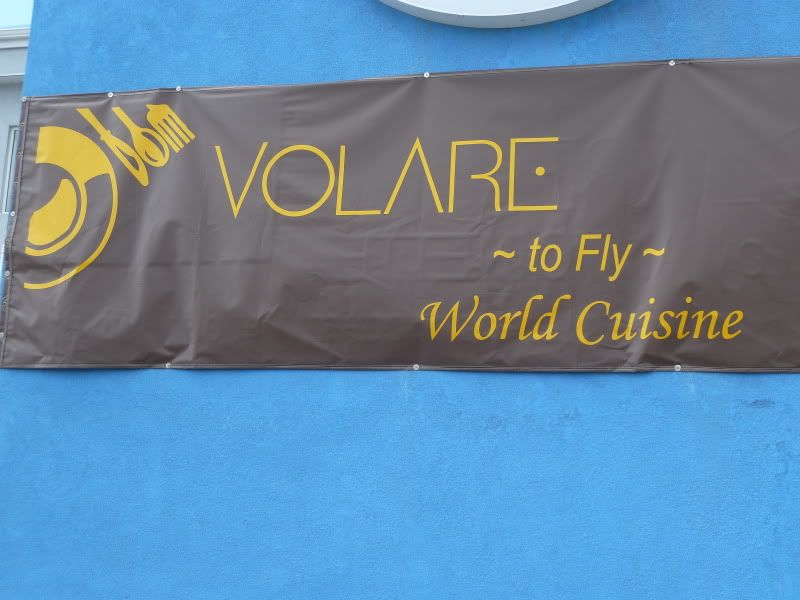 VOLARE
~ to Fly ~
World Cuisine